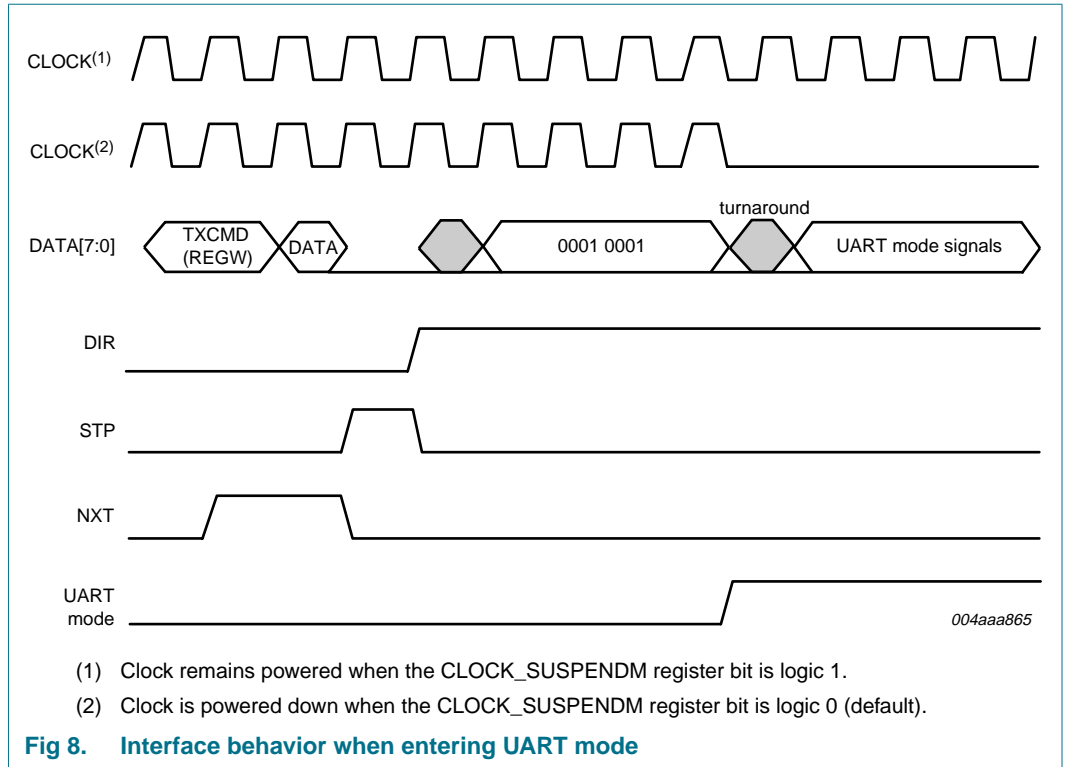 CLOCK(1)
CLOCK(2)
turnaround
DATA[7:0]
TXCMD
(REGW)
DATA
0001 0001
UART mode signals
DIR
STP
NXT
UART
mode
004aaa865
(1) Clock remains powered when the CLOCK_SUSPENDM register bit is logic 1.
(2) Clock is powered down when the CLOCK_SUSPENDM register bit is logic 0 (default).
Fig 8. Interface behavior when entering UART mode